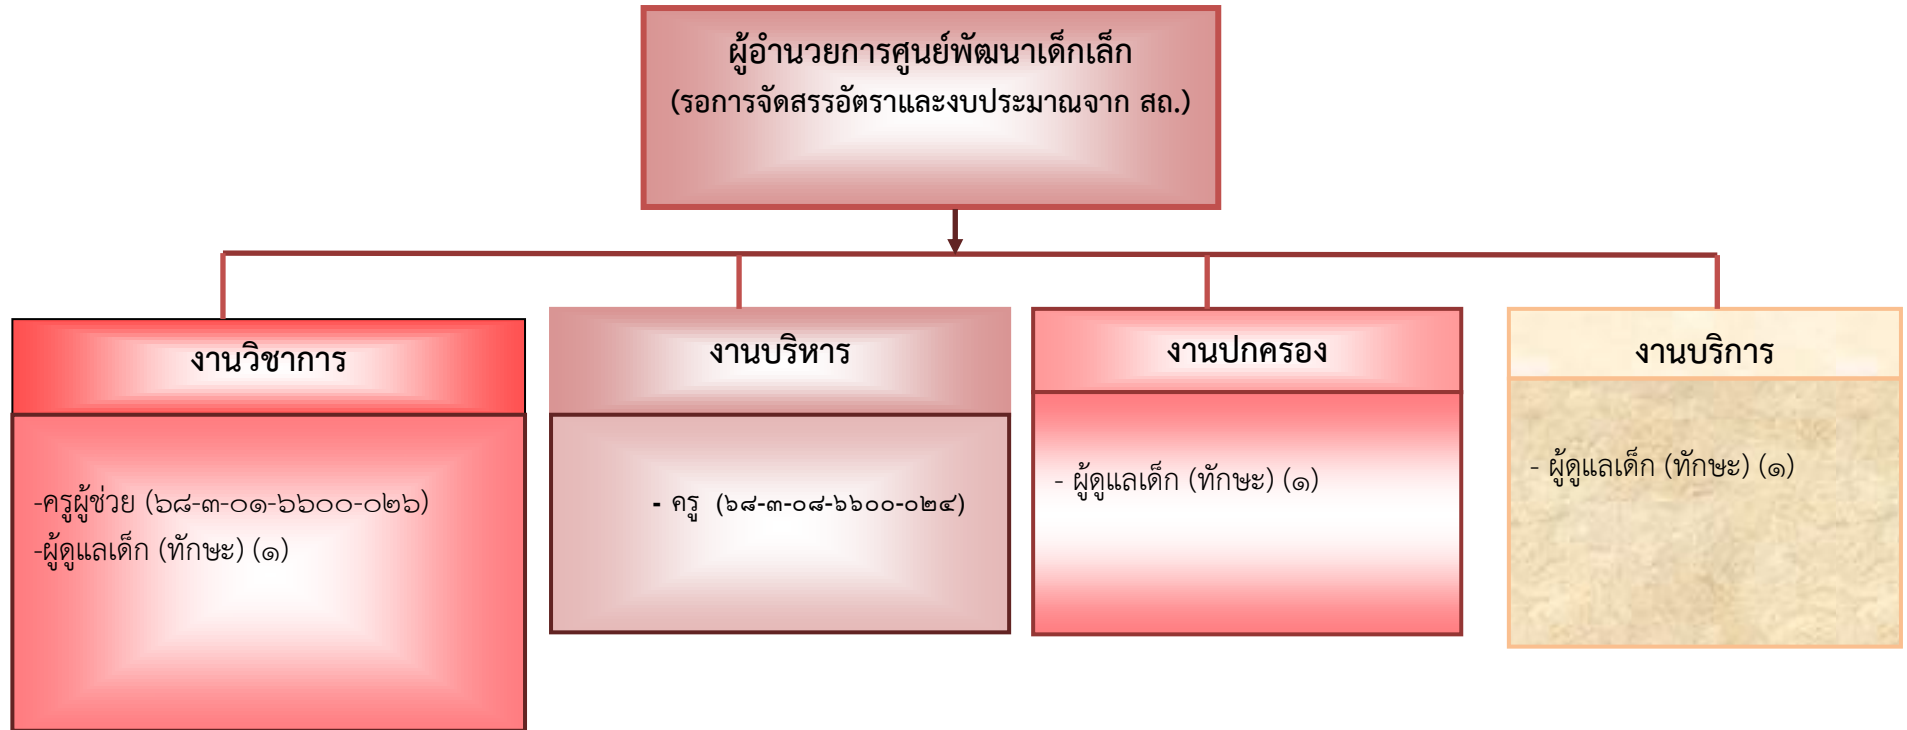 ผู้อำนวยการศูนย์พัฒนาเด็กเล็ก
(รอการจัดสรรอัตราและงบประมาณจาก สถ.)
งานวิชาการ
-ครูผู้ช่วย (๖๘-๓-๐๑-๖๖๐๐-๐๒๖)
-ผู้ดูแลเด็ก (ทักษะ) (๑)
งานบริหาร
- ครู (๖๘-๓-๐๘-๖๖๐๐-๐๒๔)
งานปกครอง
- ผู้ดูแลเด็ก (ทักษะ) (๑)
งานบริการ
- ผู้ดูแลเด็ก (ทักษะ) (๑)